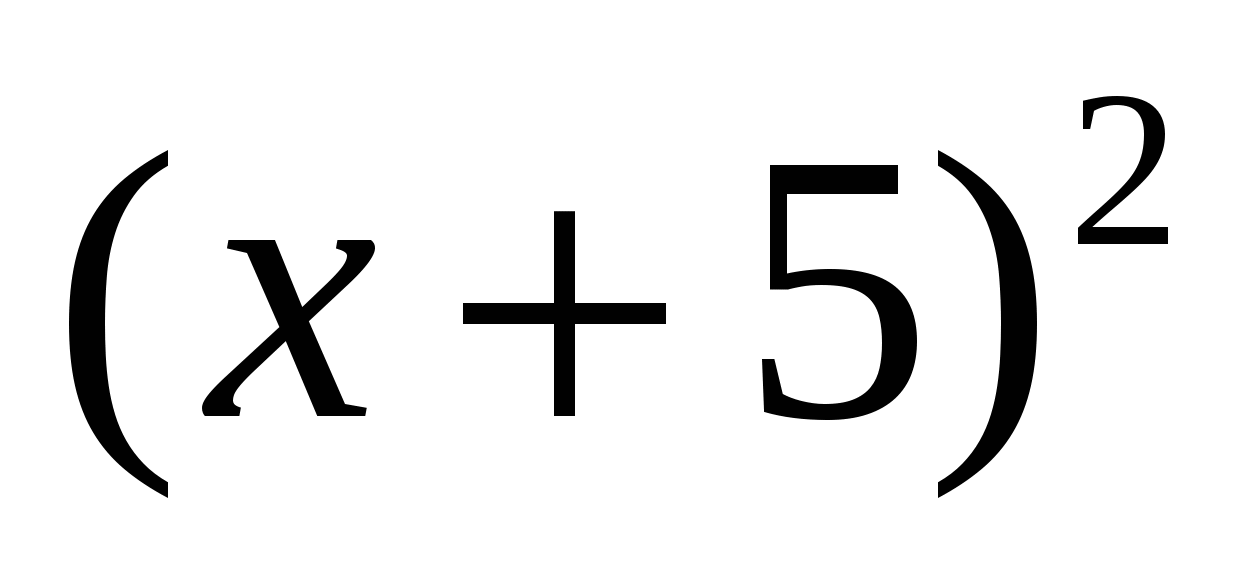 (x + 5)²